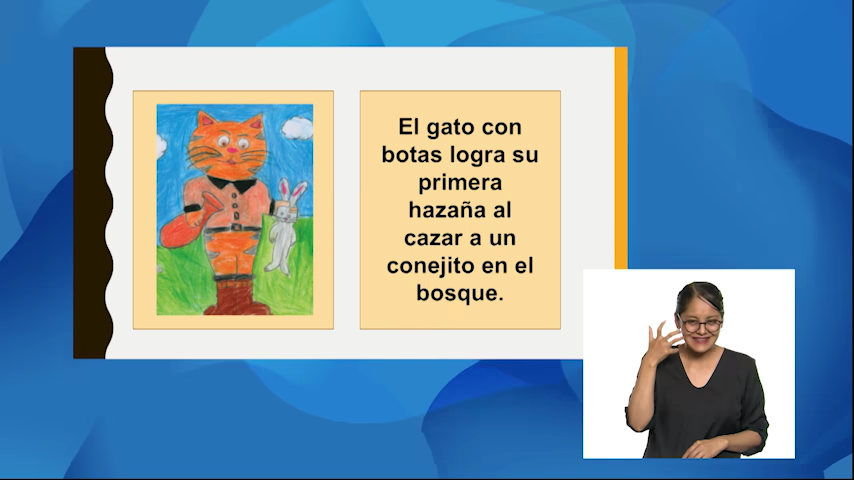 El gato con
botas logra su
primera
hazaña al
cazar a un
conejito en el
bosque.